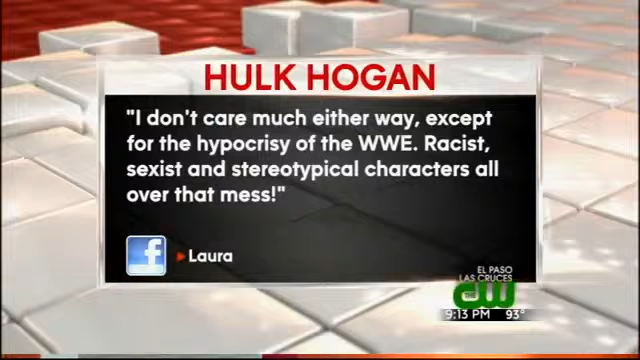 HULK HOGAN
"I don't care much either way, except
for the hypocrisy of the WWE. Racist,
sexist and stereotypical characters all
over that mess!"
f
Laura
EL PASO
LAS CRUCES
THE CW
9:13 PM 93°